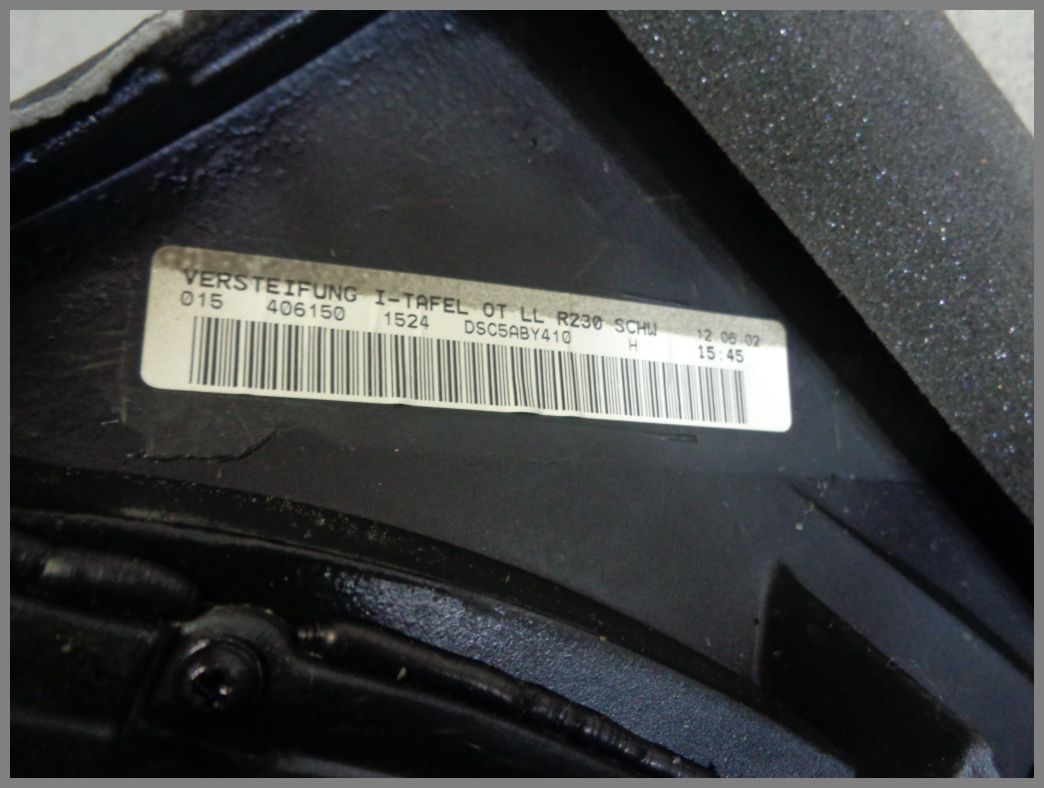 VERSTEIFUNG I-TAFEL OT LL R230 SCHW 12.06.02
015 406150 1524 DSC5ABY410 H 15:45